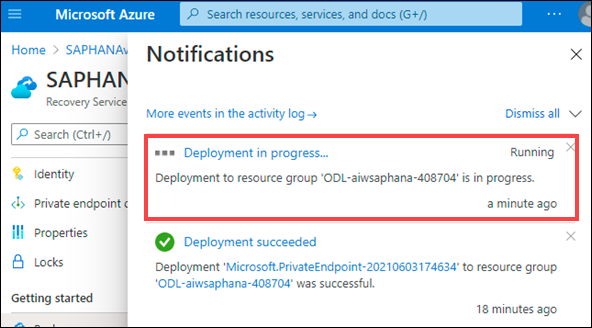 Microsoft Azure
Search resources, services, and docs (G+/)
...
Home > SAPHANAv
SAPHAN
Recovery Service
Search (Ctrl+/)
Identity
Private endpoint c
Properties
Locks
Getting started
Notifications
More events in the activity log →
Dismiss all
Deployment in progress...
Running
Deployment to resource group 'ODL-aiwsaphana-408704' is in progress.
a minute ago
Deployment succeeded
Deployment 'Microsoft.PrivateEndpoint-20210603174634' to resource group
'ODL-aiwsaphana-408704' was successful.
18 minutes ago